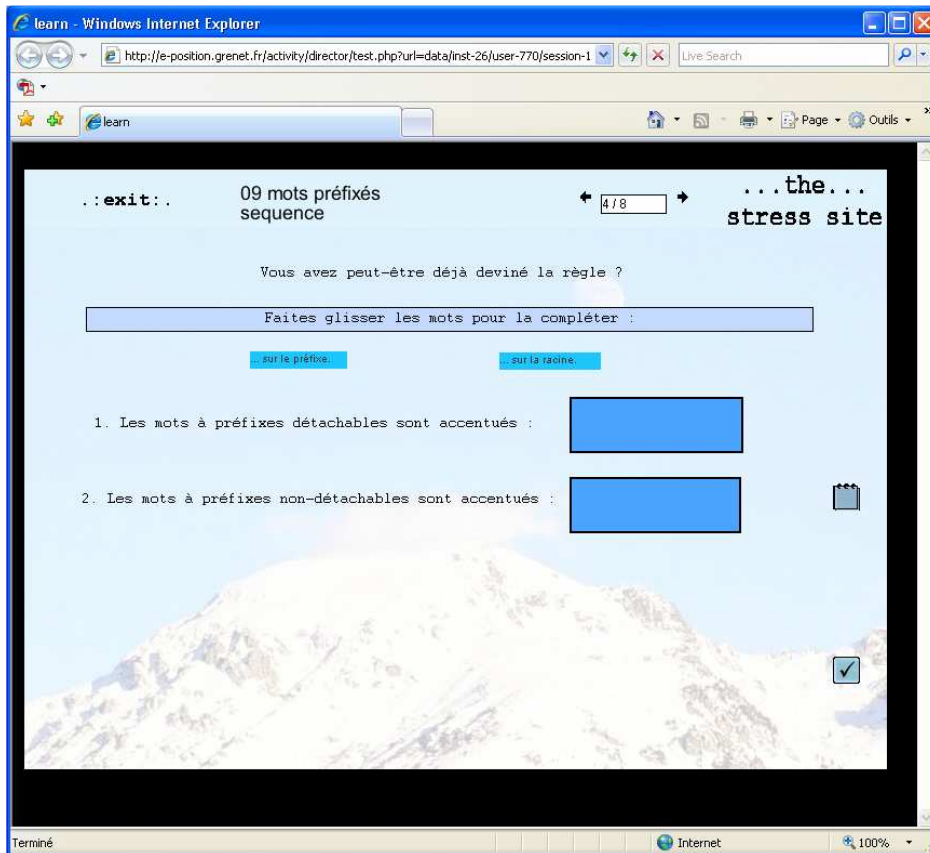 learn - Windows Internet Explorer
http://e-position.grenet.fr/activity/director/test.php?url=data/inst-26/user-770/session-1
Live Search
learn
Page
Outils
»
.:exit:.
09 mots préfixés
sequence
4 / 8
...the...
stress site
Vous avez peut-être déjà deviné la règle ?
Faites glisser les mots pour la compléter :
... sur le préfixe.
... sur la racine.
1. Les mots à préfixes détachables sont accentués :
2. Les mots à préfixes non-détachables sont accentués :
Terminé
Internet
100%